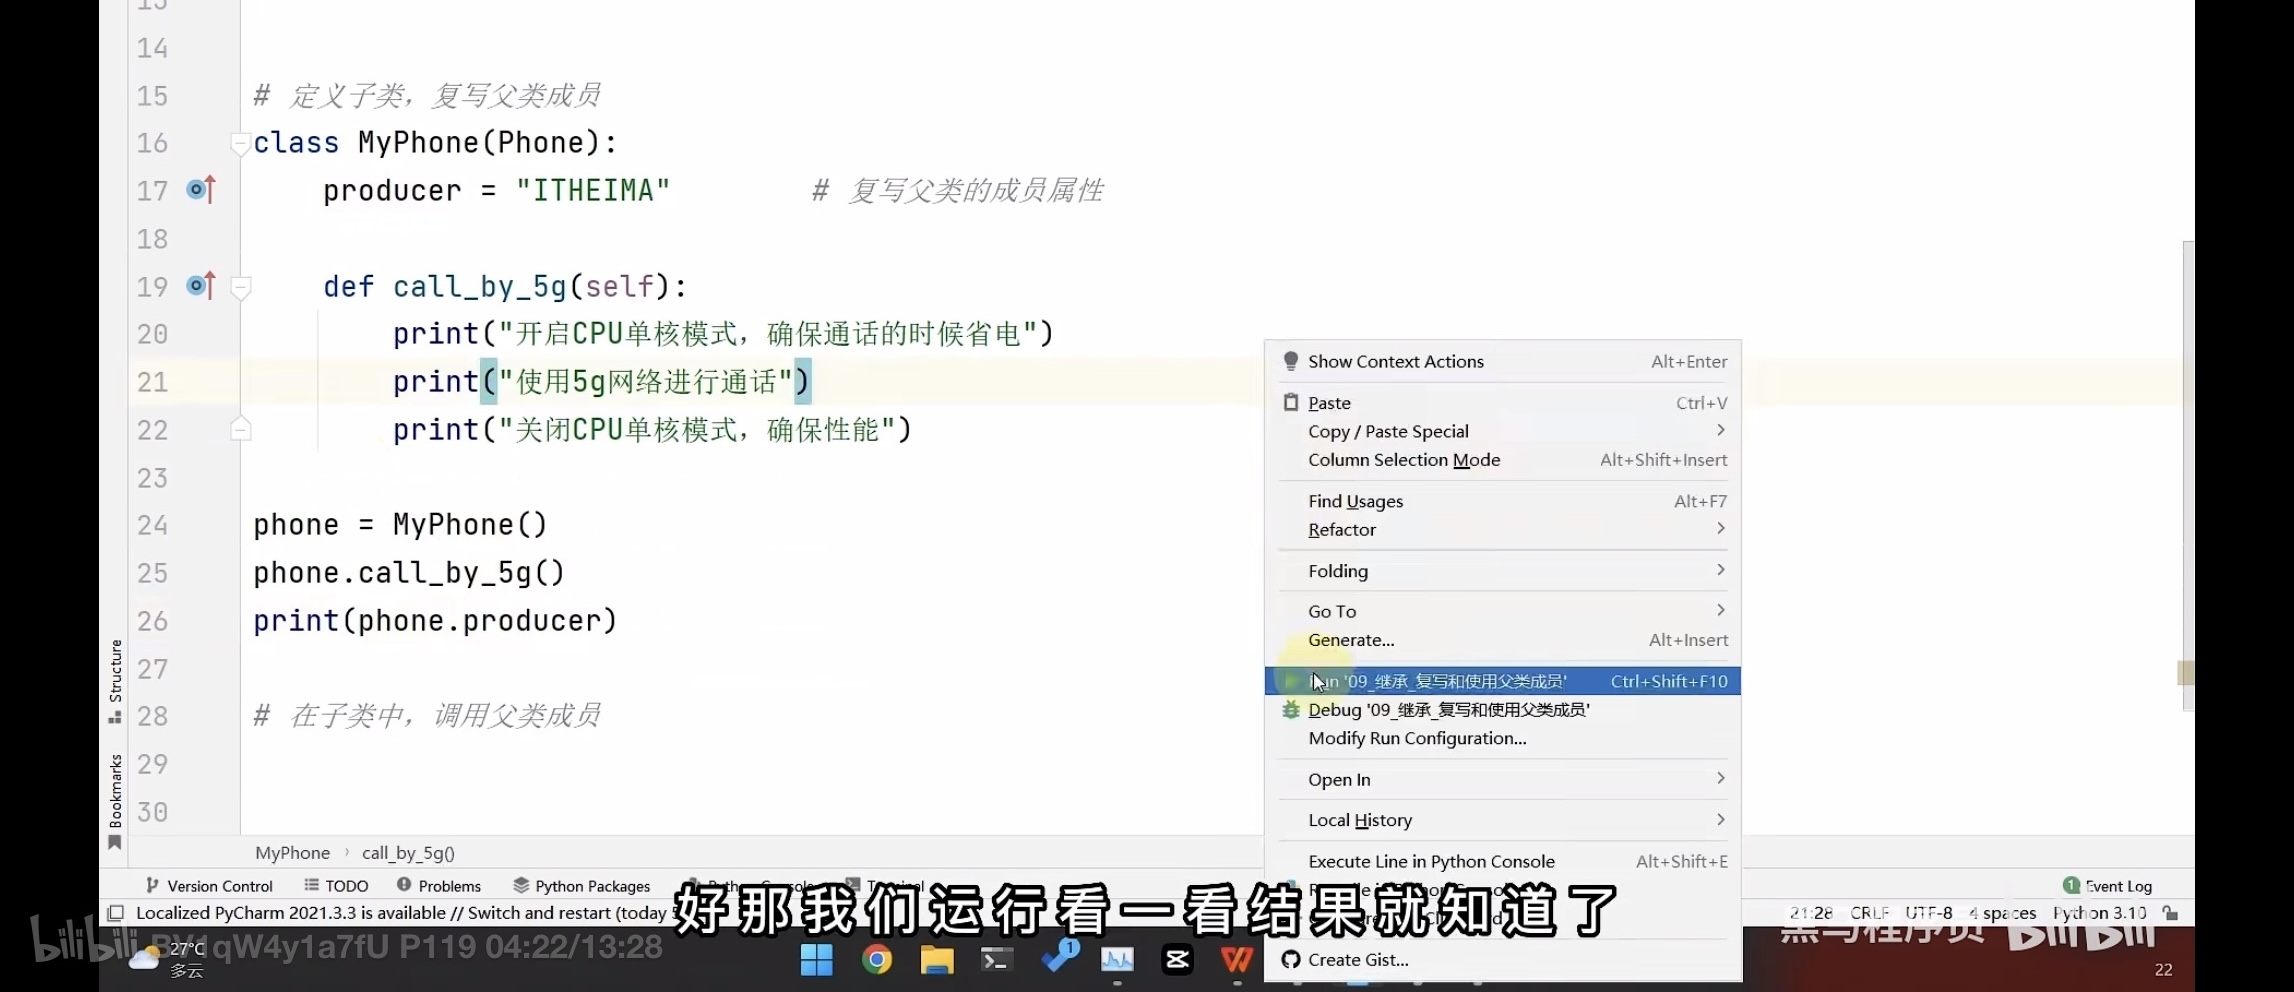 14
15 # 定义子类，复写父类成员
16 class MyPhone(Phone):
17 producer = "ITHEIMA" # 复写父类的成员属性
18
19 def call_by_5g(self):
20 print("开启CPU单核模式，确保通话的时候省电")
21 print("使用5g网络进行通话")
22 print("关闭CPU单核模式，确保性能")
23
24 phone = MyPhone()
25 phone.call_by_5g()
26 print(phone.producer)
27
28 # 在子类中，调用父类成员
29
30
Structure
Bookmarks
Show Context Actions Alt+Enter
Paste Ctrl+V
Copy / Paste Special
Column Selection Mode Alt+Shift+Insert
Find Usages Alt+F7
Refactor
Folding
Go To
Generate... Alt+Insert
Run '09_继承_复写和使用父类成员' Ctrl+Shift+F10
Debug '09_继承_复写和使用父类成员'
Modify Run Configuration...
Open In
Local History
Execute Line in Python Console Alt+Shift+E
Create Gist...
MyPhone call_by_5g()
Version Control TODO Problems Python Packages Python Console Terminal
1 Event Log
Localized PyCharm 2021.3.3 is available // Switch and restart (today
21:28 CRLF UTF-8 4 spaces Python 3.10
好那我们运行看一看结果就知道了
黑马程序员 bilibili
bilibili BV1qW4y1a7fU P119 04:22/13:28
27°C
多云
1
22